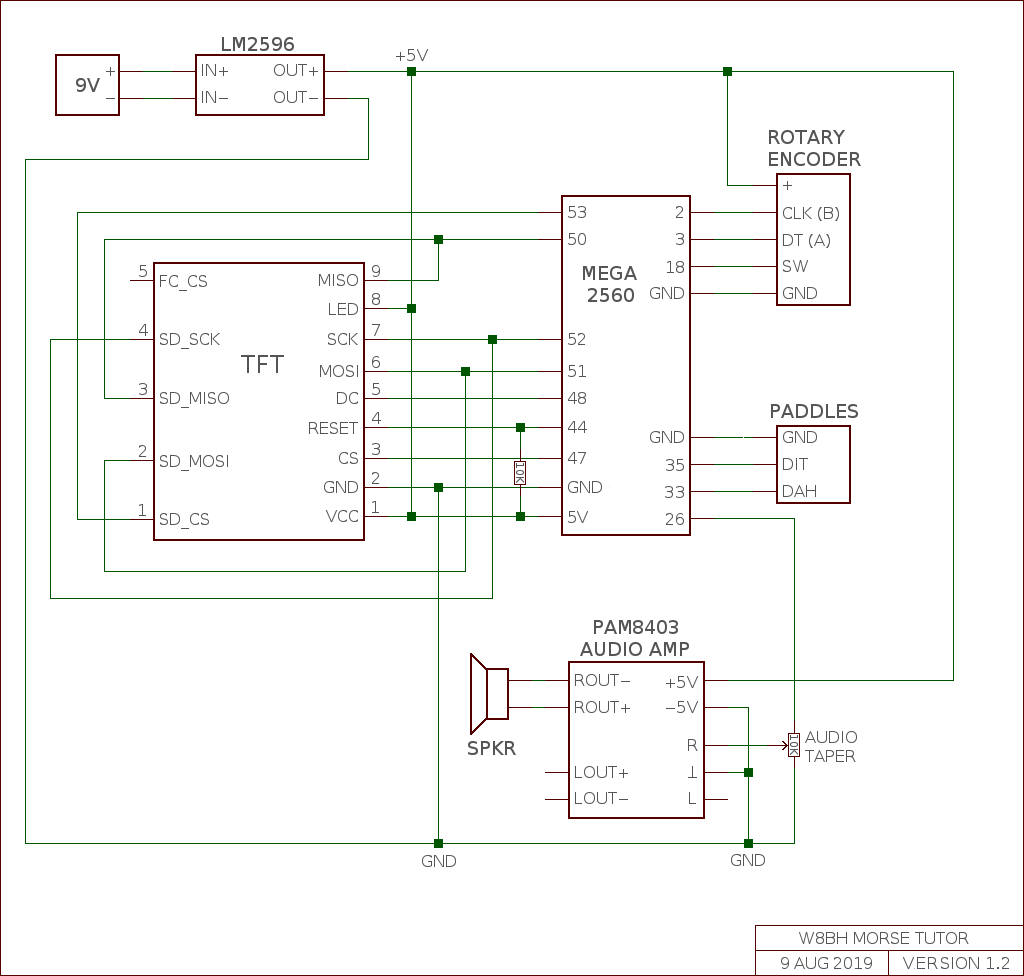 LM2596
9V
+
−
IN+
IN−
OUT+
OUT−
+5V
ROTARY
ENCODER
+
CLK (B)
DT (A)
SW
GND
MEGA
2560
53
50
52
51
48
44
47
GND
5V
2
3
18
GND
GND
35
33
26
TFT
5
FC_CS
4
SD_SCK
3
SD_MISO
2
SD_MOSI
1
SD_CS
MISO
9
LED
8
SCK
7
MOSI
6
DC
5
RESET
4
CS
3
GND
2
VCC
1
10K
PADDLES
GND
DIT
DAH
PAM8403
AUDIO AMP
ROUT−
ROUT+
LOUT+
LOUT−
+5V
−5V
R
⊥
L
SPKR
10K
AUDIO
TAPER
GND
GND
W8BH MORSE TUTOR
9 AUG 2019
VERSION 1.2